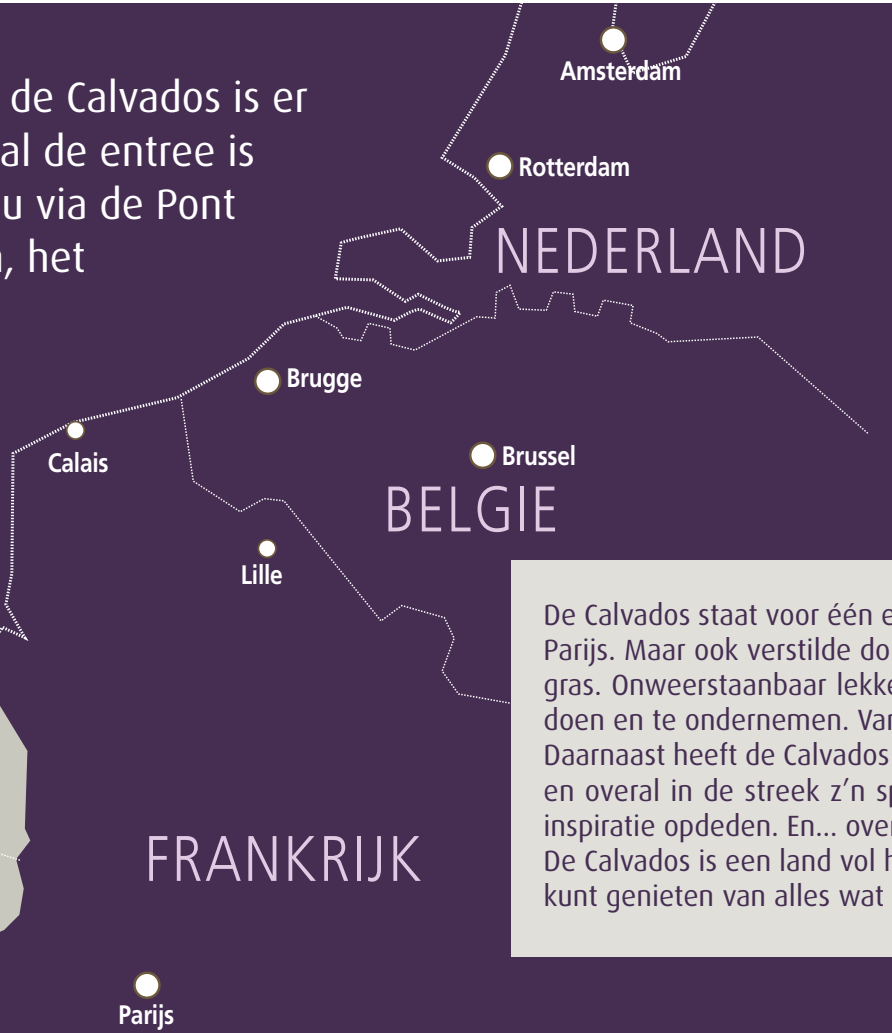 de Calvados is er
al de entree is
u via de Pont
, het
Amsterdam
Rotterdam
NEDERLAND
Brugge
Calais
Brussel
BELGIE
Lille
De Calvados staat voor één e
Parijs. Maar ook verstilde do
gras. Onweerstaanbaar lekke
doen en te ondernemen. Var
Daarnaast heeft de Calvados
en overal in de streek z’n sp
inspiratie opdeden. En... over
De Calvados is een land vol h
kunt genieten van alles wat
FRANKRIJK
Parijs